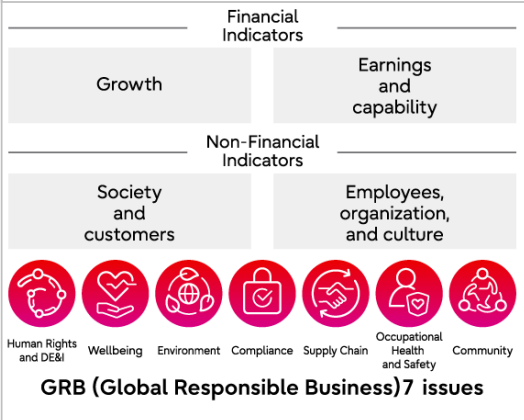 Financial
Indicators
Growth
Earnings
and
capability
Non-Financial
Indicators
Society
and
customers
Employees,
organization,
and culture
Human Rights
and DE&I
Wellbeing
Environment
Compliance
Supply Chain
Occupational
Health
and Safety
Community
GRB (Global Responsible Business)7 issues